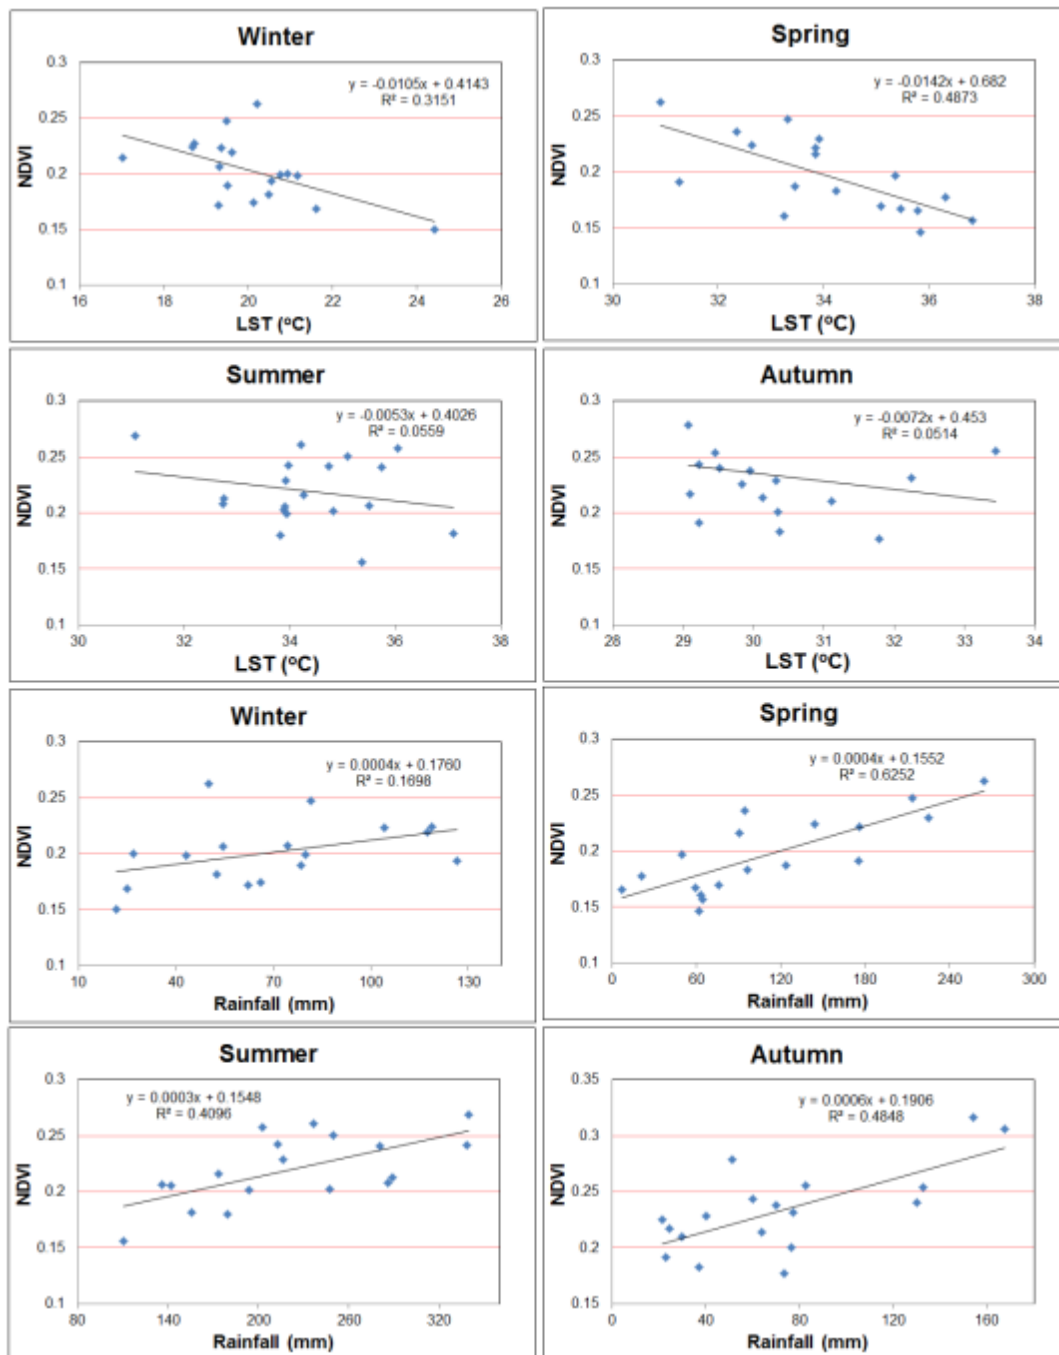 Winter
y = -0.0105x + 0.4143
R² = 0.3151
0.3
0.25
0.2
0.15
0.1
NDVI
16 18 20 22 24 26
LST (°C)
Spring
y = -0.0142x + 0.682
R² = 0.4873
0.3
0.25
0.2
0.15
0.1
NDVI
30 32 34 36 38
LST (°C)
Summer
y = -0.0053x + 0.4026
R² = 0.0559
0.3
0.25
0.2
0.15
0.1
NDVI
30 32 34 36 38
LST (°C)
Autumn
y = -0.0072x + 0.453
R² = 0.0514
0.3
0.25
0.2
0.15
0.1
NDVI
28 29 30 31 32 33 34
LST (°C)
Winter
y = 0.0004x + 0.1760
R² = 0.1698
0.3
0.25
0.2
0.15
0.1
NDVI
10 40 70 100 130
Rainfall (mm)
Spring
y = 0.0004x + 0.1552
R² = 0.6252
0.3
0.25
0.2
0.15
0.1
NDVI
0 60 120 180 240 300
Rainfall (mm)
Summer
y = 0.0003x + 0.1548
R² = 0.4096
0.3
0.25
0.2
0.15
0.1
NDVI
80 140 200 260 320
Rainfall (mm)
Autumn
y = 0.0006x + 0.1906
R² = 0.4848
0.35
0.3
0.25
0.2
0.15
NDVI
0 40 80 120 160
Rainfall (mm)